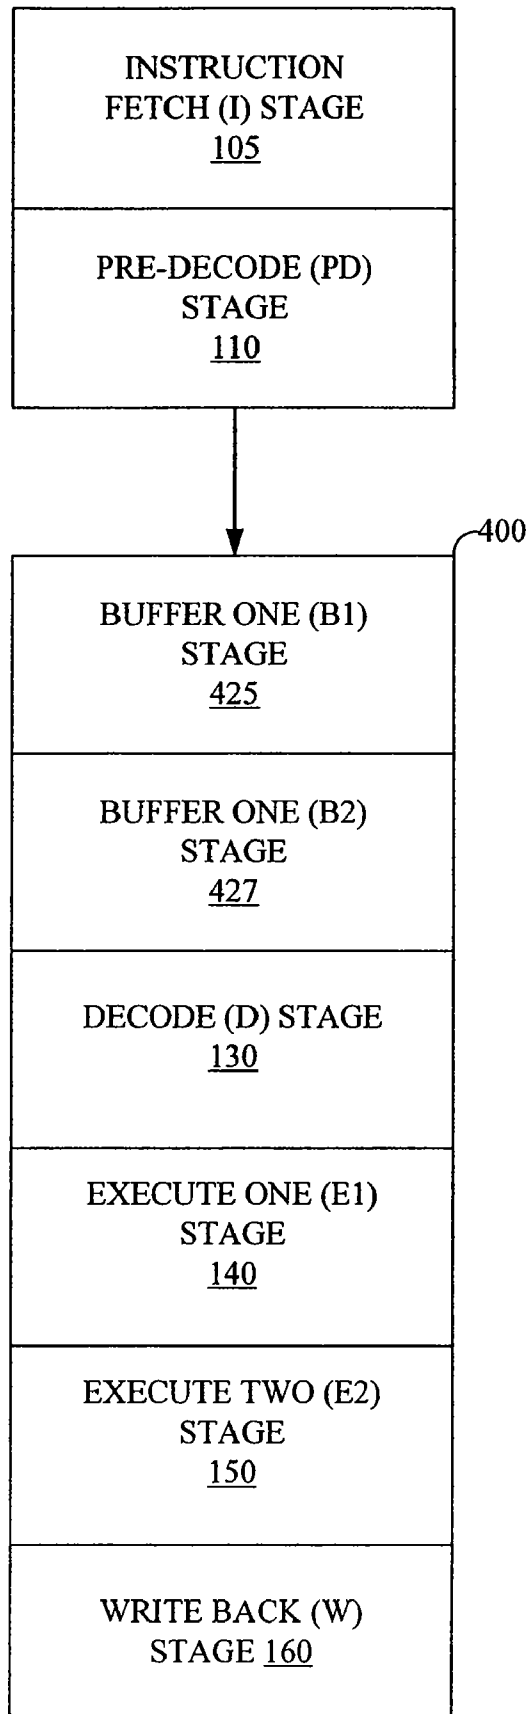 INSTRUCTION
FETCH (I) STAGE
105
PRE-DECODE (PD)
STAGE
110
400
BUFFER ONE (B1)
STAGE
425
BUFFER ONE (B2)
STAGE
427
DECODE (D) STAGE
130
EXECUTE ONE (E1)
STAGE
140
EXECUTE TWO (E2)
STAGE
150
WRITE BACK (W)
STAGE 160